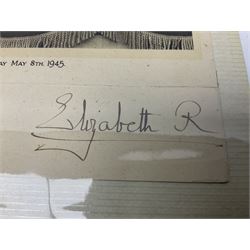 AY MAY 8TH. 1945.
Elizabeth R